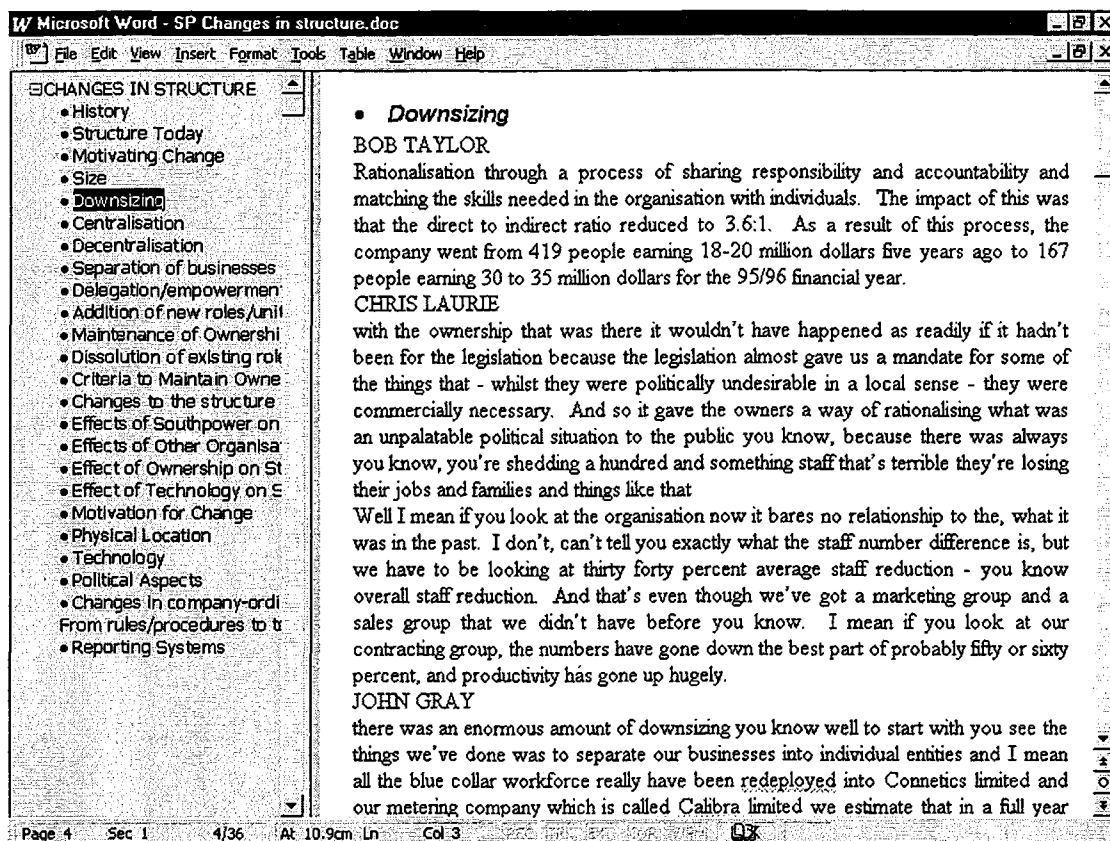 W Microsoft Word - SP Changes in structure.doc
File Edit View Insert Format Tools Table Window Help
CHANGES IN STRUCTURE
• History
• Structure Today
• Motivating Change
• Size
• Downsizing
• Centralisation
• Decentralisation
• Separation of businesses
• Delegation/empowermen
• Addition of new roles/unit
• Maintenance of Ownershi
• Dissolution of existing role
• Criteria to Maintain Owne
• Changes to the structure
• Effects of Southpower on
• Effects of Other Organisa
• Effect of Ownership on St
• Effect of Technology on S
• Motivation for Change
• Physical Location
• Technology
• Political Aspects
• Changes in company-ordi
From rules/procedures to t
• Reporting Systems
• Downsizing
BOB TAYLOR
Rationalisation through a process of sharing responsibility and accountability and
matching the skills needed in the organisation with individuals. The impact of this was
that the direct to indirect ratio reduced to 3.6:1. As a result of this process, the
company went from 419 people earning 18-20 million dollars five years ago to 167
people earning 30 to 35 million dollars for the 95/96 financial year.
CHRIS LAURIE
with the ownership that was there it wouldn't have happened as readily if it hadn't
been for the legislation because the legislation almost gave us a mandate for some of
the things that - whilst they were politically undesirable in a local sense - they were
commercially necessary. And so it gave the owners a way of rationalising what was
an unpalatable political situation to the public you know, because there was always
you know, you're shedding a hundred and something staff that's terrible they're losing
their jobs and families and things like that
Well I mean if you look at the organisation now it bares no relationship to the, what it
was in the past. I don't, can't tell you exactly what the staff number difference is, but
we have to be looking at thirty forty percent average staff reduction - you know
overall staff reduction. And that's even though we've got a marketing group and a
sales group that we didn't have before you know. I mean if you look at our
contracting group, the numbers have gone down the best part of probably fifty or sixty
percent, and productivity has gone up hugely.
JOHN GRAY
there was an enormous amount of downsizing you know well to start with you see the
things we've done was to separate our businesses into individual entities and I mean
all the blue collar workforce really have been redeployed into Connetics limited and
our metering company which is called Calibra limited we estimate that in a full year
Page 4 Sec 1 4/36 At 10.9cm Ln Col 3